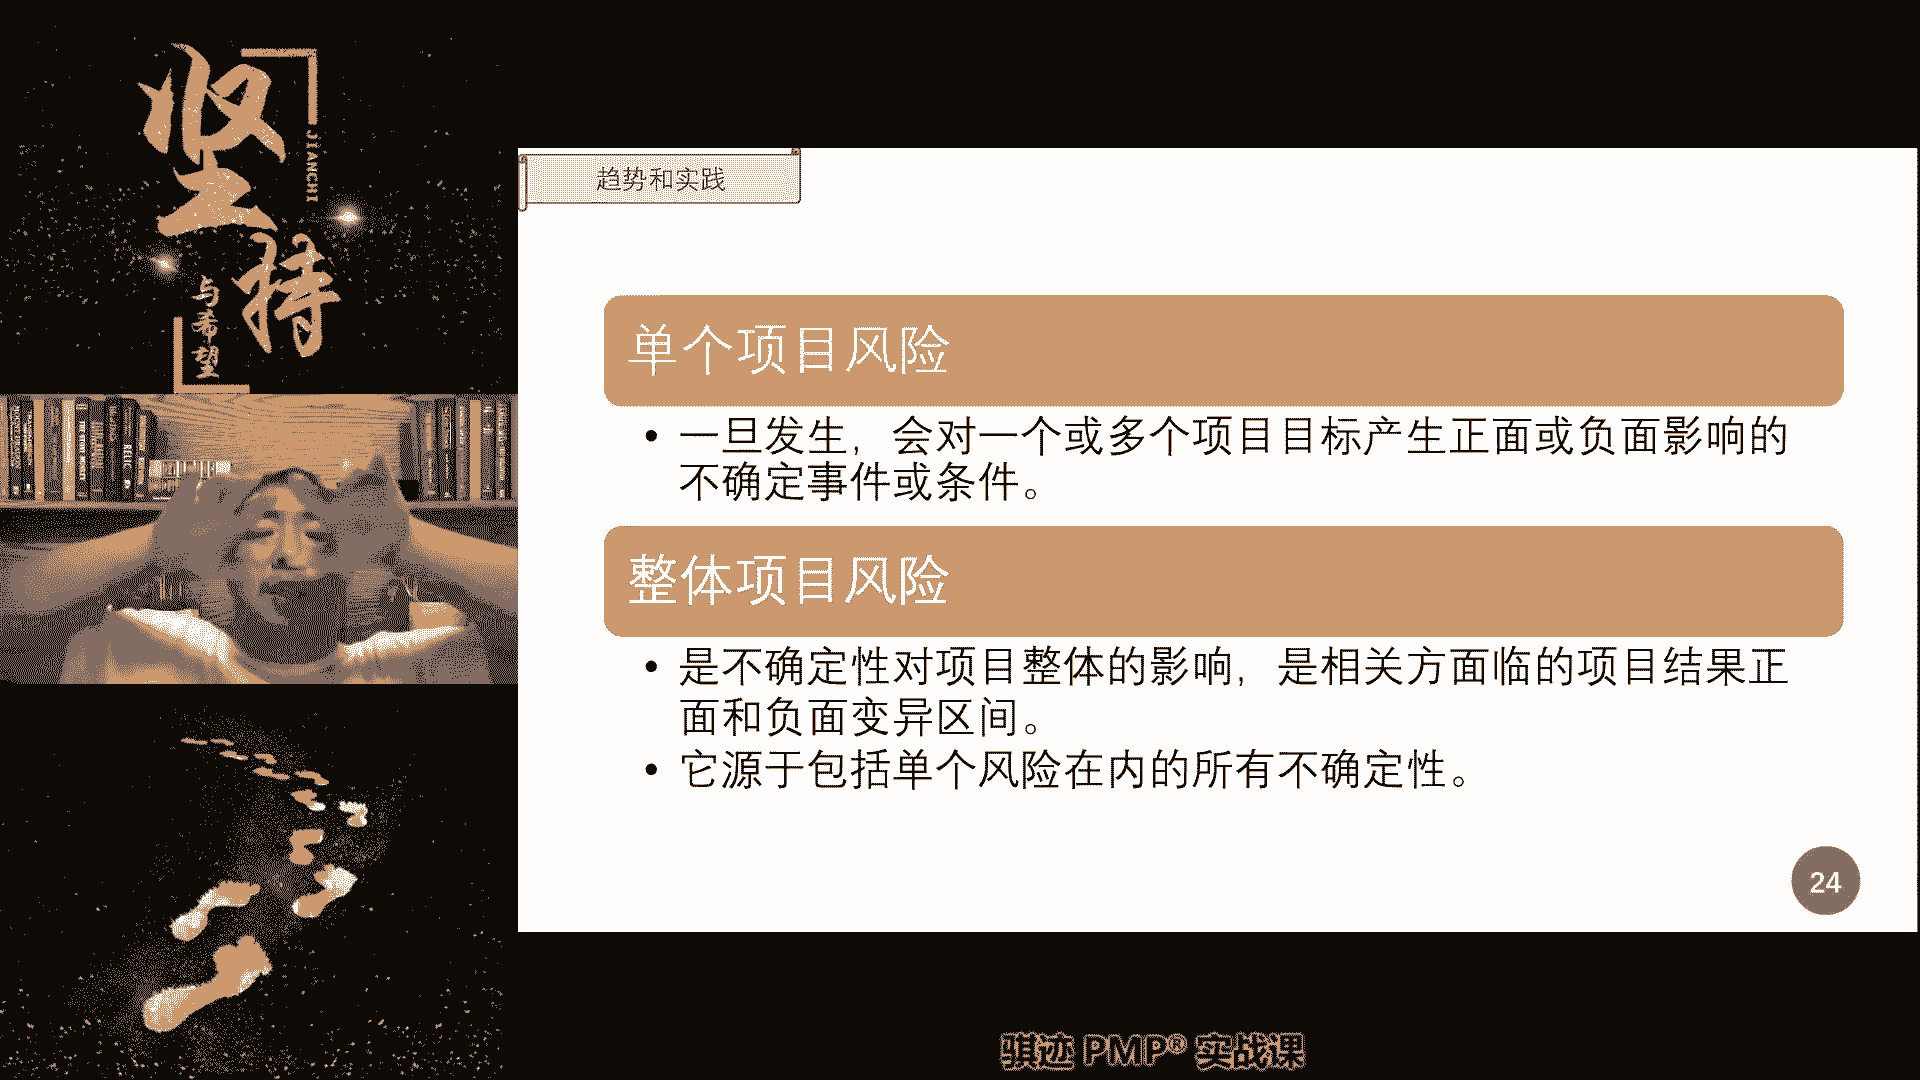 坚持
JIANCHI
与希望
趋势和实践
单个项目风险
• 一旦发生，会对一个或多个项目目标产生正面或负面影响的
不确定事件或条件。
整体项目风险
• 是不确定性对项目整体的影响，是相关方面临的项目结果正
面和负面变异区间。
• 它源于包括单个风险在内的所有不确定性。
24
骐迹 PMP® 实战课